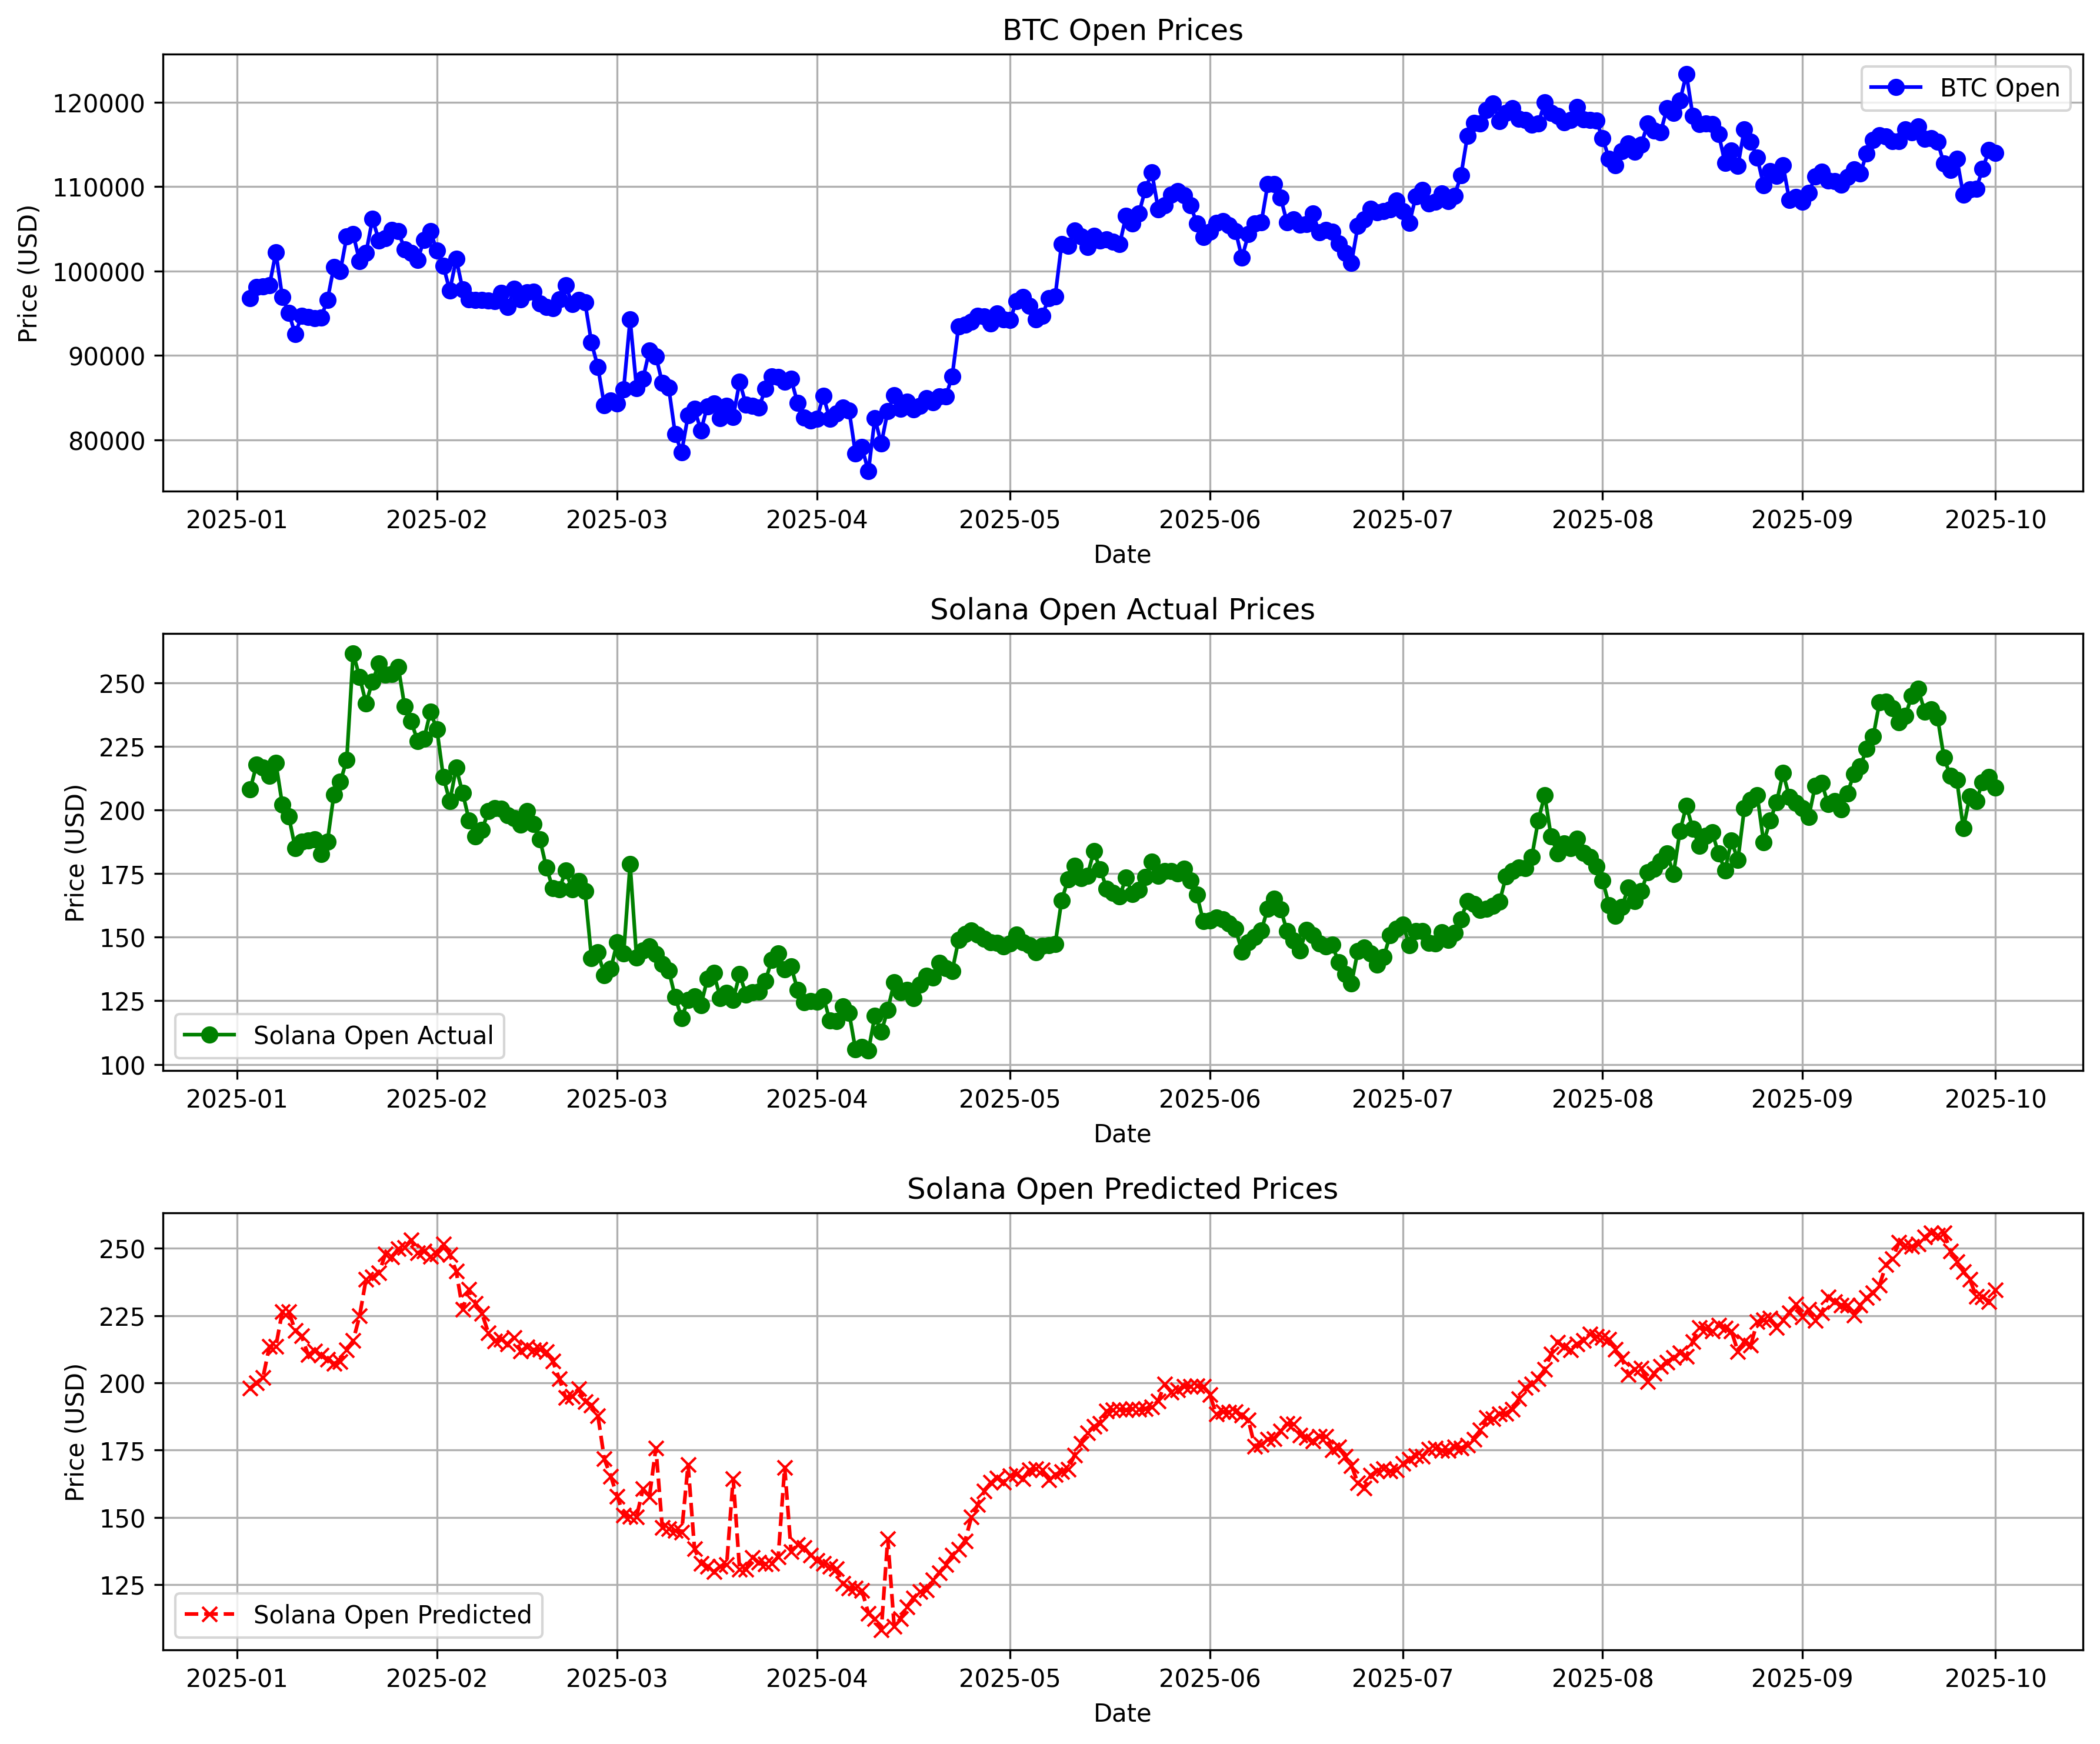 BTC Open Prices
BTC Open
Price (USD)
120000
110000
100000
90000
80000
2025-01 2025-02 2025-03 2025-04 2025-05 2025-06 2025-07 2025-08 2025-09 2025-10
Date
Solana Open Actual Prices
Price (USD)
250
225
200
175
150
125
100
Solana Open Actual
2025-01 2025-02 2025-03 2025-04 2025-05 2025-06 2025-07 2025-08 2025-09 2025-10
Date
Solana Open Predicted Prices
Price (USD)
250
225
200
175
150
125
Solana Open Predicted
2025-01 2025-02 2025-03 2025-04 2025-05 2025-06 2025-07 2025-08 2025-09 2025-10
Date